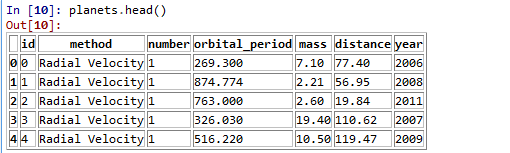 In [10]: planets.head()
Out[10]:
id method number orbital_period mass distance year
0 0 Radial Velocity 1 269.300 7.10 77.40 2006
1 1 Radial Velocity 1 874.774 2.21 56.95 2008
2 2 Radial Velocity 1 763.000 2.60 19.84 2011
3 3 Radial Velocity 1 326.030 19.40 110.62 2007
4 4 Radial Velocity 1 516.220 10.50 119.47 2009